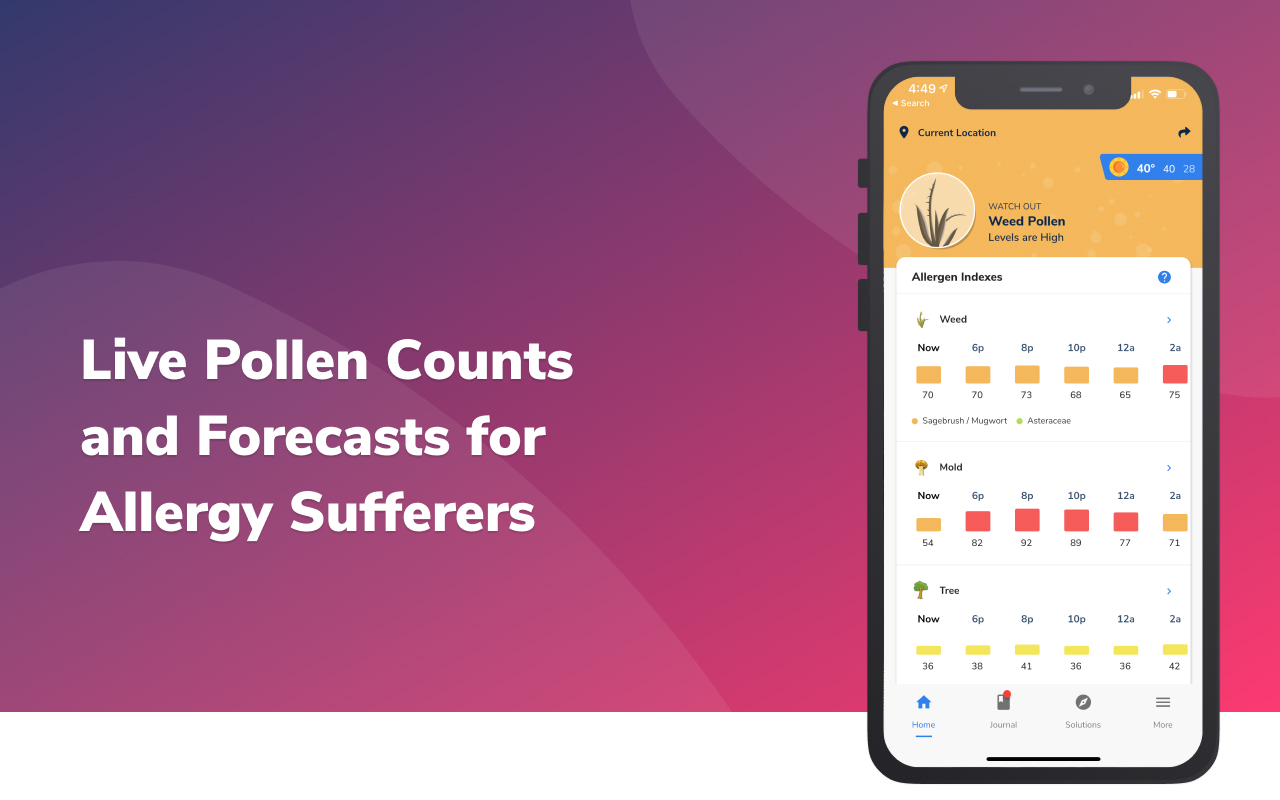 Live Pollen Counts
and Forecasts for
Allergy Sufferers
4:49
◀ Search
Current Location
40° 40 28
WATCH OUT
Weed Pollen
Levels are High
Allergen Indexes
?
Weed
Now 6p 8p 10p 12a 2a
70 70 73 68 65 75
Sagebrush / Mugwort Asteraceae
Mold
Now 6p 8p 10p 12a 2a
54 82 92 89 77 71
Tree
Now 6p 8p 10p 12a 2a
36 38 41 36 36 42
Home Journal Solutions More